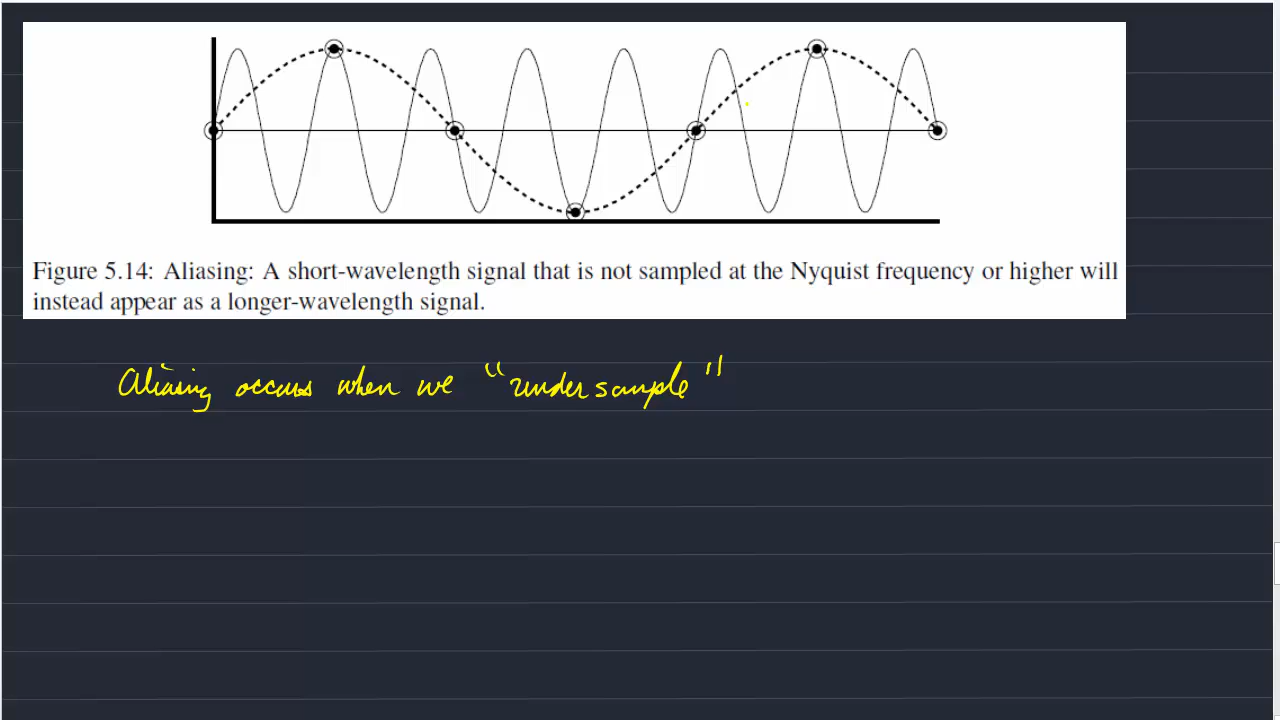 Figure 5.14: Aliasing: A short-wavelength signal that is not sampled at the Nyquist frequency or higher will
instead appear as a longer-wavelength signal.
Aliasing occurs when we "undersample"